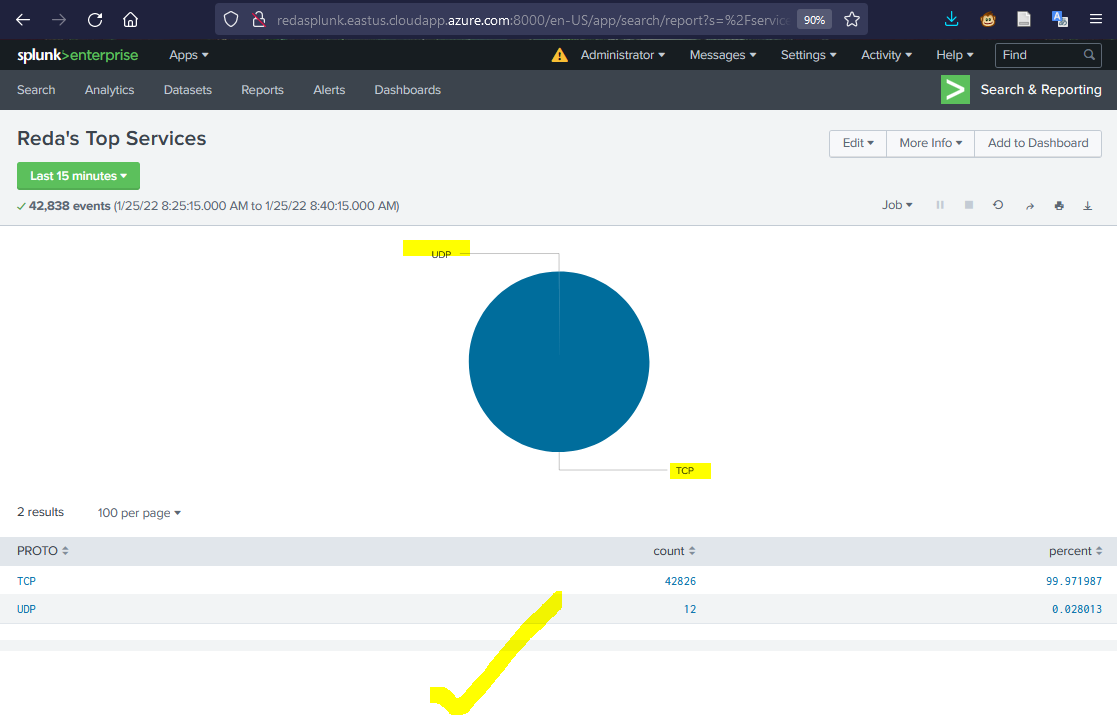 redasplunk.eastus.cloudapp.azure.com:8000/en-US/app/search/report?s=%2Fservic 90%
splunk>enterprise Apps Administrator Messages Settings Activity Help Find
Search Analytics Datasets Reports Alerts Dashboards Search & Reporting
Reda's Top Services
Edit More Info Add to Dashboard
Last 15 minutes
42,838 events (1/25/22 8:25:15.000 AM to 1/25/22 8:40:15.000 AM)
Job
UDP
TCP
2 results 100 per page
PROTO count percent
TCP 42826 99.971987
UDP 12 0.028013